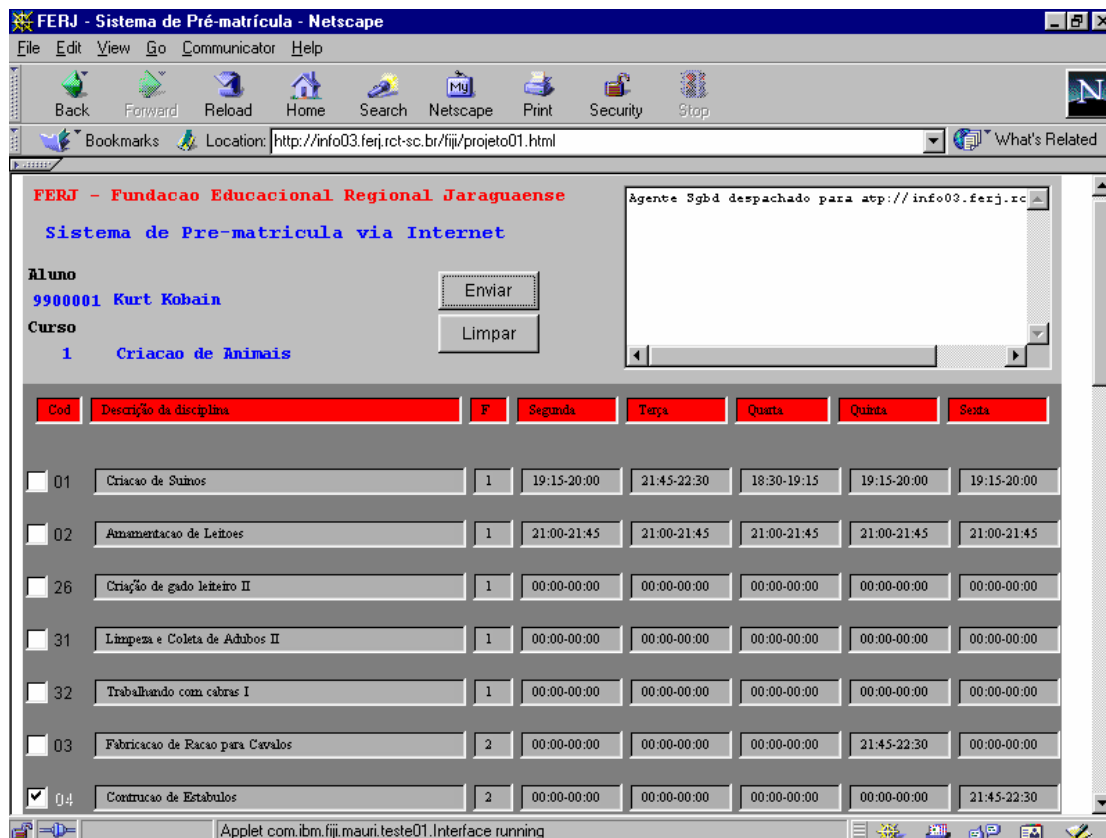 FERJ - Sistema de Pré-matrícula - Netscape
File Edit View Go Communicator Help
Back Forward Reload Home Search Netscape Print Security Stop
Bookmarks Location: http://info03.ferj.rct-sc.br/fiji/projeto01.html What's Related
FERJ - Fundacao Educacional Regional Jaraguaense
Sistema de Pre-matricula via Internet
Agente Sgbd despachado para atp://info03.ferj.rc
Aluno
9900001 Kurt Kobain
Enviar
Curso
Limpar
1 Criacao de Animais
Cod Descrição da disciplina F Segunda Terça Quarta Quinta Sexta
01 Criacao de Suinos 1 19:15-20:00 21:45-22:30 18:30-19:15 19:15-20:00 19:15-20:00
02 Amamentacao de Leitoes 1 21:00-21:45 21:00-21:45 21:00-21:45 21:00-21:45 21:00-21:45
26 Criação de gado leiteiro II 1 00:00-00:00 00:00-00:00 00:00-00:00 00:00-00:00 00:00-00:00
31 Limpeza e Coleta de Adubos II 1 00:00-00:00 00:00-00:00 00:00-00:00 00:00-00:00 00:00-00:00
32 Trabalhando com cabras I 1 00:00-00:00 00:00-00:00 00:00-00:00 00:00-00:00 00:00-00:00
03 Fabricacao de Racao para Cavalos 2 00:00-00:00 00:00-00:00 00:00-00:00 21:45-22:30 00:00-00:00
04 Contrucao de Estabulos 2 00:00-00:00 00:00-00:00 00:00-00:00 00:00-00:00 21:45-22:30
Applet com.ibm.fiji.mauri.teste01.Interface running